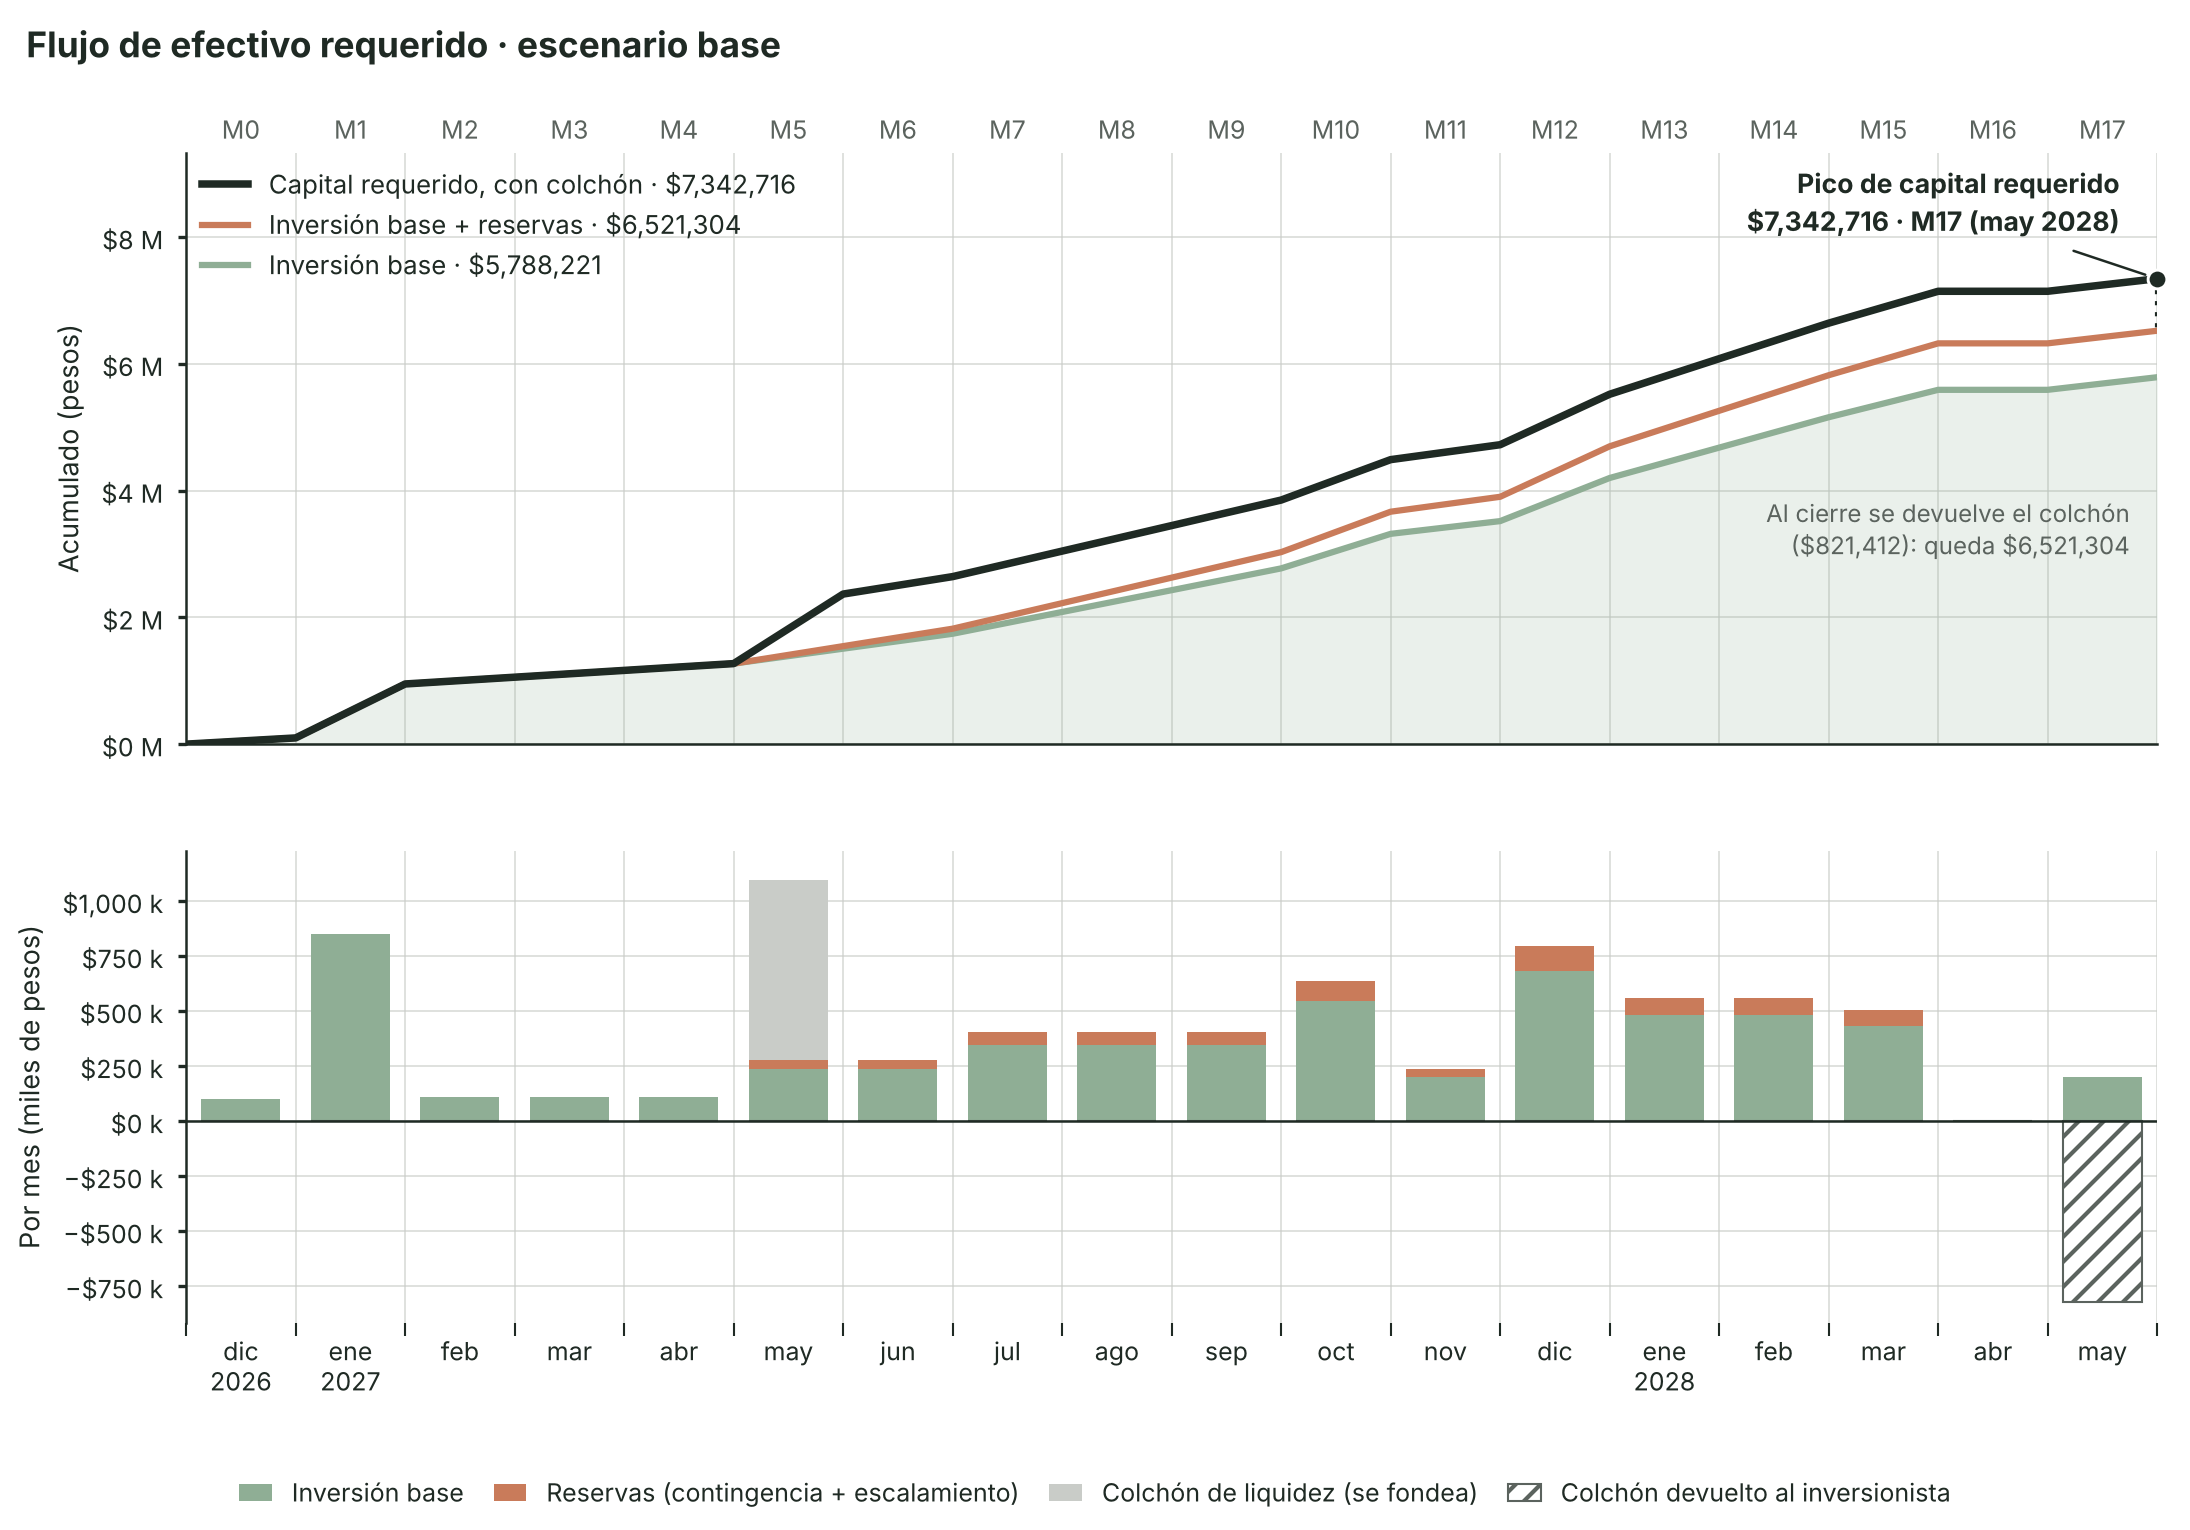 Flujo de efectivo requerido · escenario base
M0 M1 M2 M3 M4 M5 M6 M7 M8 M9 M10 M11 M12 M13 M14 M15 M16 M17
Capital requerido, con colchón · $7,342,716
Inversión base + reservas · $6,521,304
Inversión base · $5,788,221
Pico de capital requerido
$7,342,716 · M17 (may 2028)
Acumulado (pesos)
$8 M
$6 M
$4 M
$2 M
$0 M
Al cierre se devuelve el colchón
($821,412): queda $6,521,304
Por mes (miles de pesos)
$1,000 k
$750 k
$500 k
$250 k
$0 k
−$250 k
−$500 k
−$750 k
dic ene feb mar abr may jun jul ago sep oct nov dic ene feb mar abr may
2026 2027 2028
Inversión base Reservas (contingencia + escalamiento) Colchón de liquidez (se fondea) Colchón devuelto al inversionista